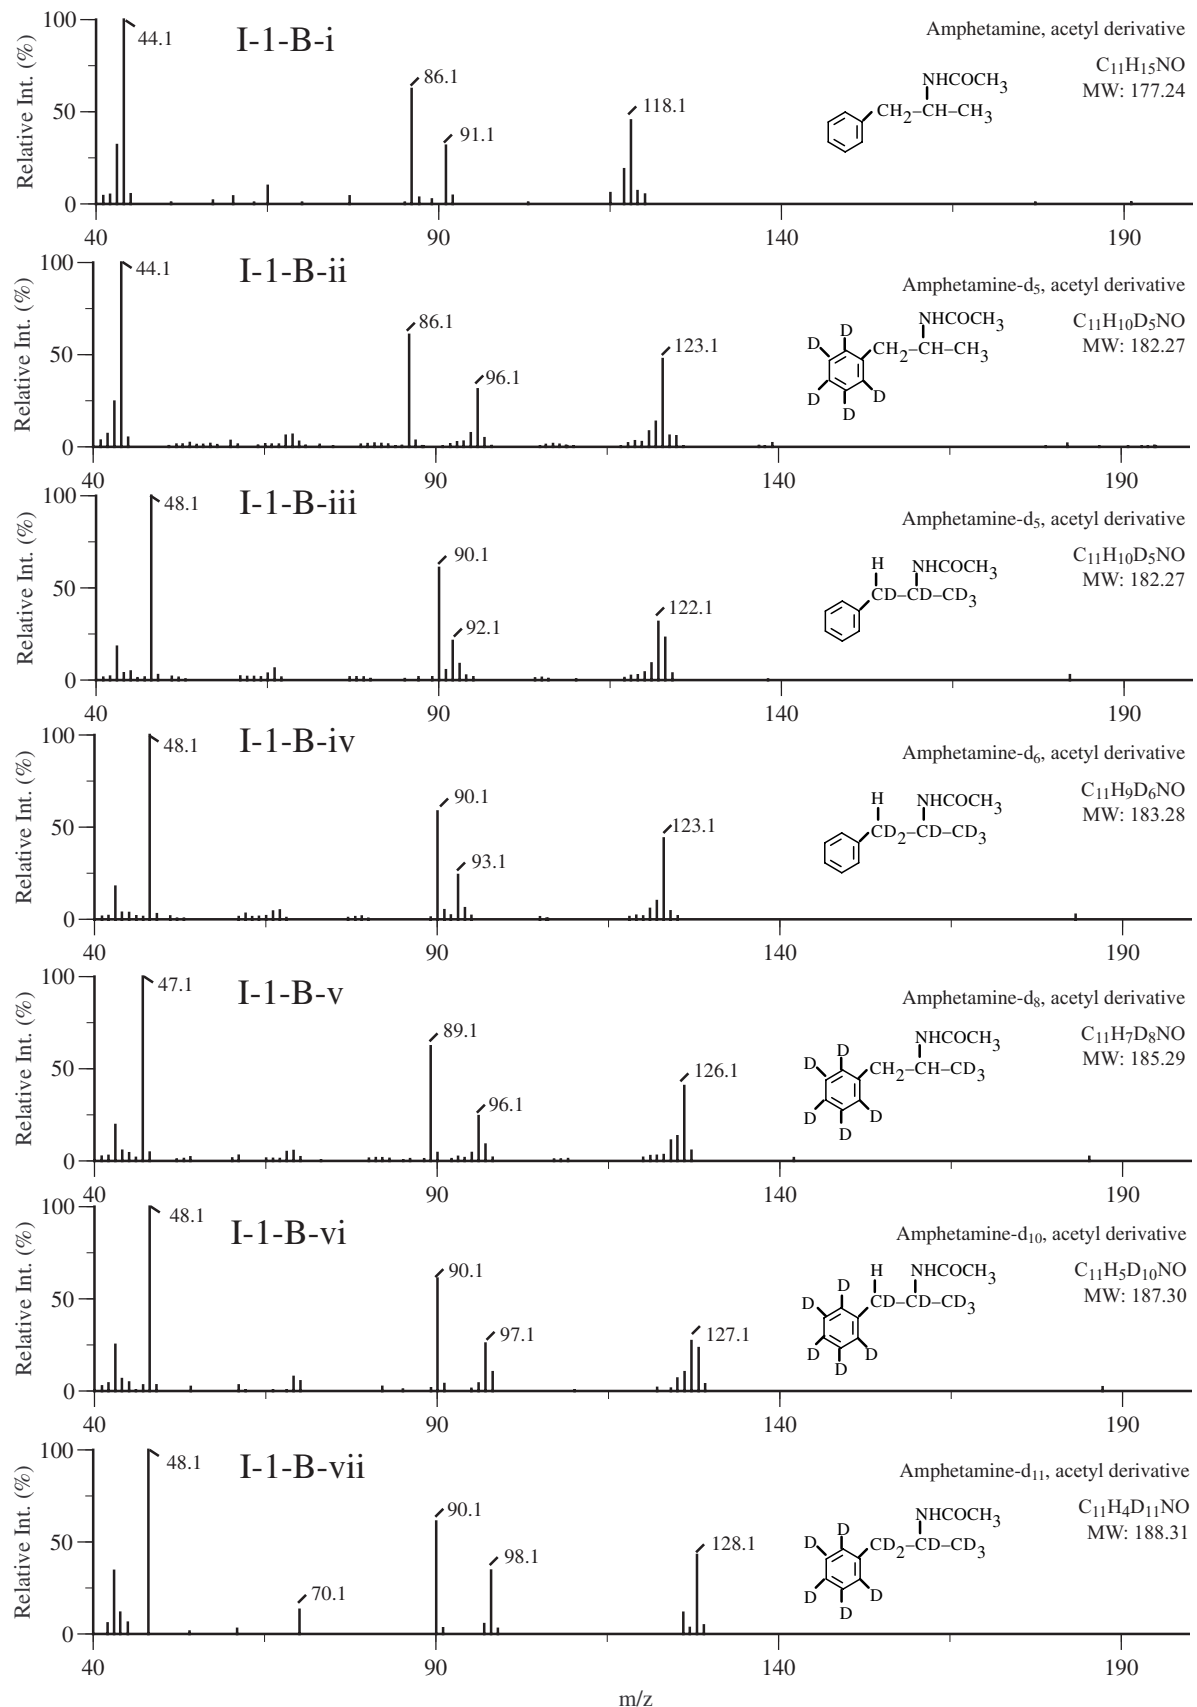 I-1-B-i
Amphetamine, acetyl derivative
C₁₁H₁₅NO
MW: 177.24
NHCOCH₃
CH₂–CH–CH₃
Relative Int. (%)
100
50
0
44.1
86.1
91.1
118.1
40
90
140
190
I-1-B-ii
Amphetamine-d₅, acetyl derivative
C₁₁H₁₀D₅NO
MW: 182.27
NHCOCH₃
CH₂–CH–CH₃
D
D
D
D
D
Relative Int. (%)
100
50
0
44.1
86.1
96.1
123.1
40
90
140
190
I-1-B-iii
Amphetamine-d₅, acetyl derivative
C₁₁H₁₀D₅NO
MW: 182.27
H
NHCOCH₃
CD–CD–CD₃
Relative Int. (%)
100
50
0
48.1
90.1
92.1
122.1
40
90
140
190
I-1-B-iv
Amphetamine-d₆, acetyl derivative
C₁₁H₉D₆NO
MW: 183.28
H
NHCOCH₃
CD₂–CD–CD₃
Relative Int. (%)
100
50
0
48.1
90.1
93.1
123.1
40
90
140
190
I-1-B-v
Amphetamine-d₈, acetyl derivative
C₁₁H₇D₈NO
MW: 185.29
NHCOCH₃
CH₂–CH–CD₃
D
D
D
D
D
Relative Int. (%)
100
50
0
47.1
89.1
96.1
126.1
40
90
140
190
I-1-B-vi
Amphetamine-d₁₀, acetyl derivative
C₁₁H₅D₁₀NO
MW: 187.30
H
NHCOCH₃
CD–CD–CD₃
D
D
D
D
D
Relative Int. (%)
100
50
0
48.1
90.1
97.1
127.1
40
90
140
190
I-1-B-vii
Amphetamine-d₁₁, acetyl derivative
C₁₁H₄D₁₁NO
MW: 188.31
NHCOCH₃
CD₂–CD–CD₃
D
D
D
D
D
Relative Int. (%)
100
50
0
48.1
70.1
90.1
98.1
128.1
40
90
140
190
m/z